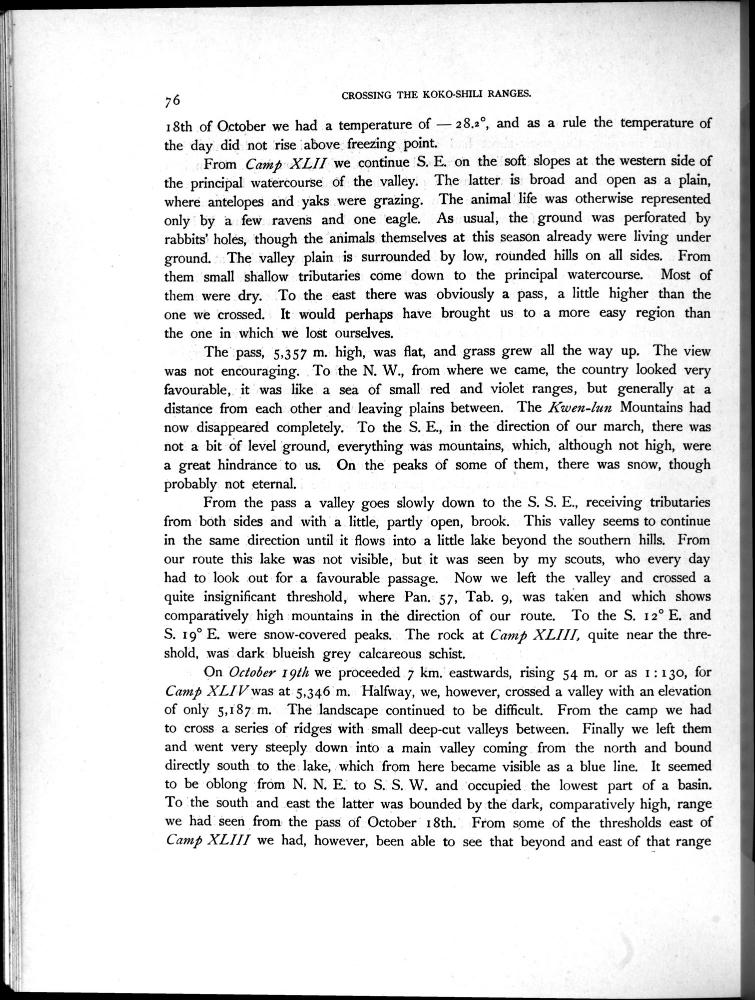 76
CROSSING THE KOKO-SHILI RANGES.
18th of October we had a temperature of — 28.2°, and as a rule the temperature of
the day did not rise above freezing point.
From Camp XLII we continue S. E. on the soft slopes at the western side of
the principal watercourse of the valley. The latter is broad and open as a plain,
where antelopes and yaks were grazing. The animal life was otherwise represented
only by a few ravens and one eagle. As usual, the ground was perforated by
rabbits' holes, though the animals themselves at this season already were living under
ground. The valley plain is surrounded by low, rounded hills on all sides. From
them small shallow tributaries come down to the principal watercourse. Most of
them were dry. To the east there was obviously a pass, a little higher than the
one we crossed. It would perhaps have brought us to a more easy region than
the one in which we lost ourselves.
The pass, 5,357 m. high, was flat, and grass grew all the way up. The view
was not encouraging. To the N. W., from where we came, the country looked very
favourable, it was like a sea of small red and violet ranges, but generally at a
distance from each other and leaving plains between. The Kwen-lun Mountains had
now disappeared completely. To the S. E., in the direction of our march, there was
not a bit of level ground, everything was mountains, which, although not high, were
a great hindrance to us. On the peaks of some of them, there was snow, though
probably not eternal.
From the pass a valley goes slowly down to the S. S. E., receiving tributaries
from both sides and with a little, partly open, brook. This valley seems to continue
in the same direction until it flows into a little lake beyond the southern hills. From
our route this lake was not visible, but it was seen by my scouts, who every day
had to look out for a favourable passage. Now we left the valley and crossed a
quite insignificant threshold, where Pan. 57, Tab. 9, was taken and which shows
comparatively high mountains in the direction of our route. To the S. 12° E. and
S. 19° E. were snow-covered peaks. The rock at Camp XLIII, quite near the thre-
shold, was dark blueish grey calcareous schist.
On October 19th we proceeded 7 km. eastwards, rising 54 m. or as 1 : 130, for
Camp XLIV was at 5,346 m. Halfway, we, however, crossed a valley with an elevation
of only 5,187 m. The landscape continued to be difficult. From the camp we had
to cross a series of ridges with small deep-cut valleys between. Finally we left them
and went very steeply down into a main valley coming from the north and bound
directly south to the lake, which from here became visible as a blue line. It seemed
to be oblong from N. N. E. to S. S. W. and occupied the lowest part of a basin.
To the south and east the latter was bounded by the dark, comparatively high, range
we had seen from the pass of October 18th. From some of the thresholds east of
Camp XLIII we had, however, been able to see that beyond and east of that range